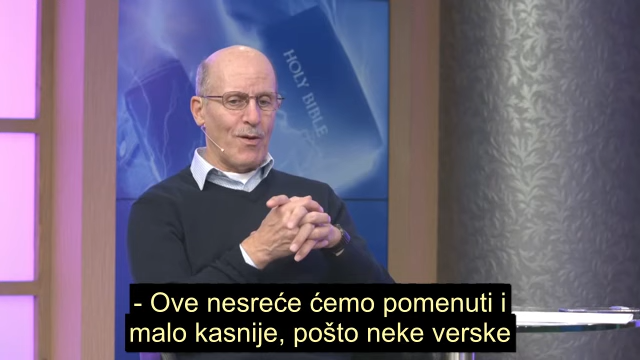 HOLY BIBLE
- Ove nesreće ćemo pomenuti i
malo kasnije, pošto neke verske